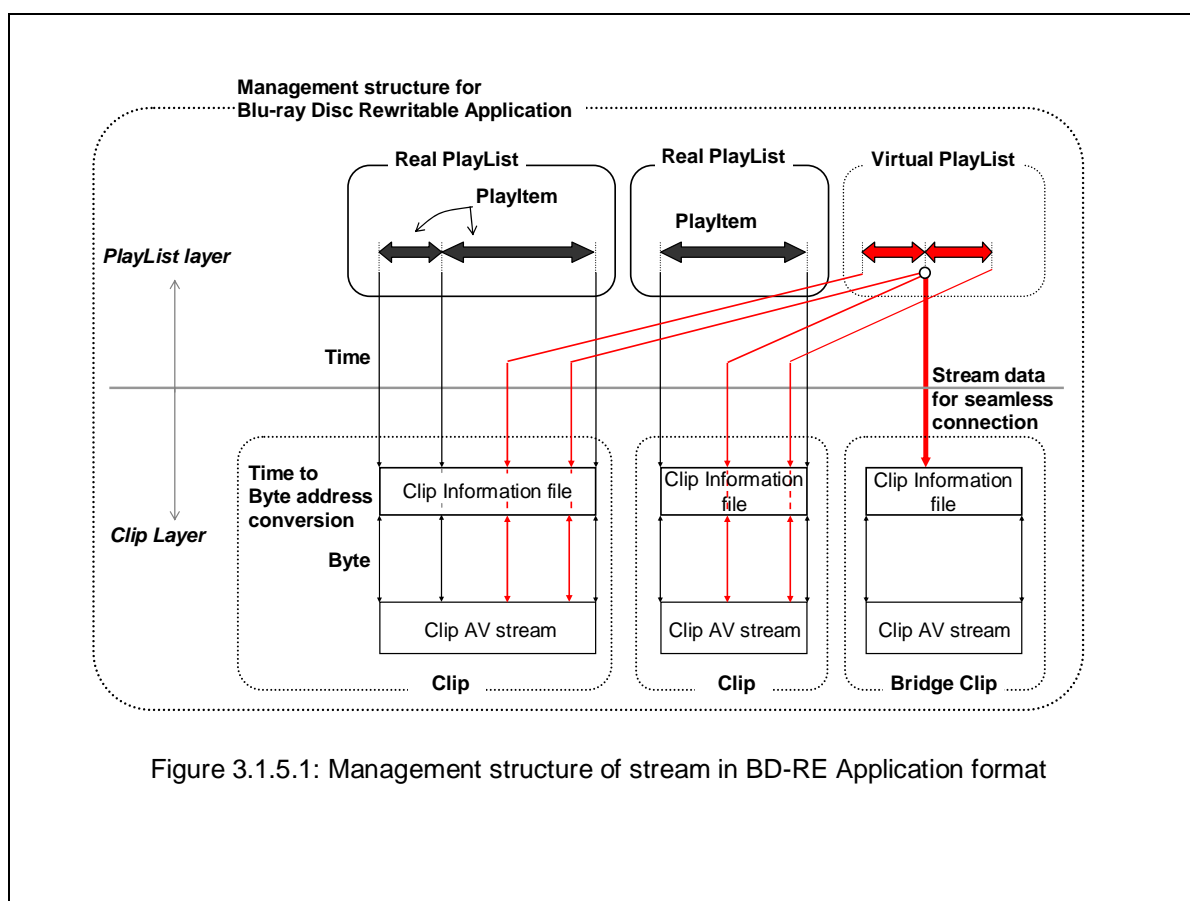 Management structure for
Blu-ray Disc Rewritable Application
Real PlayList
Real PlayList
Virtual PlayList
PlayItem
PlayItem
PlayList layer
Time
Stream data
for seamless
connection
Time to
Byte address
conversion
Clip Information file
Clip Information
file
Clip Information
file
Clip Layer
Byte
Clip AV stream
Clip AV stream
Clip AV stream
Clip
Clip
Bridge Clip
Figure 3.1.5.1: Management structure of stream in BD-RE Application format